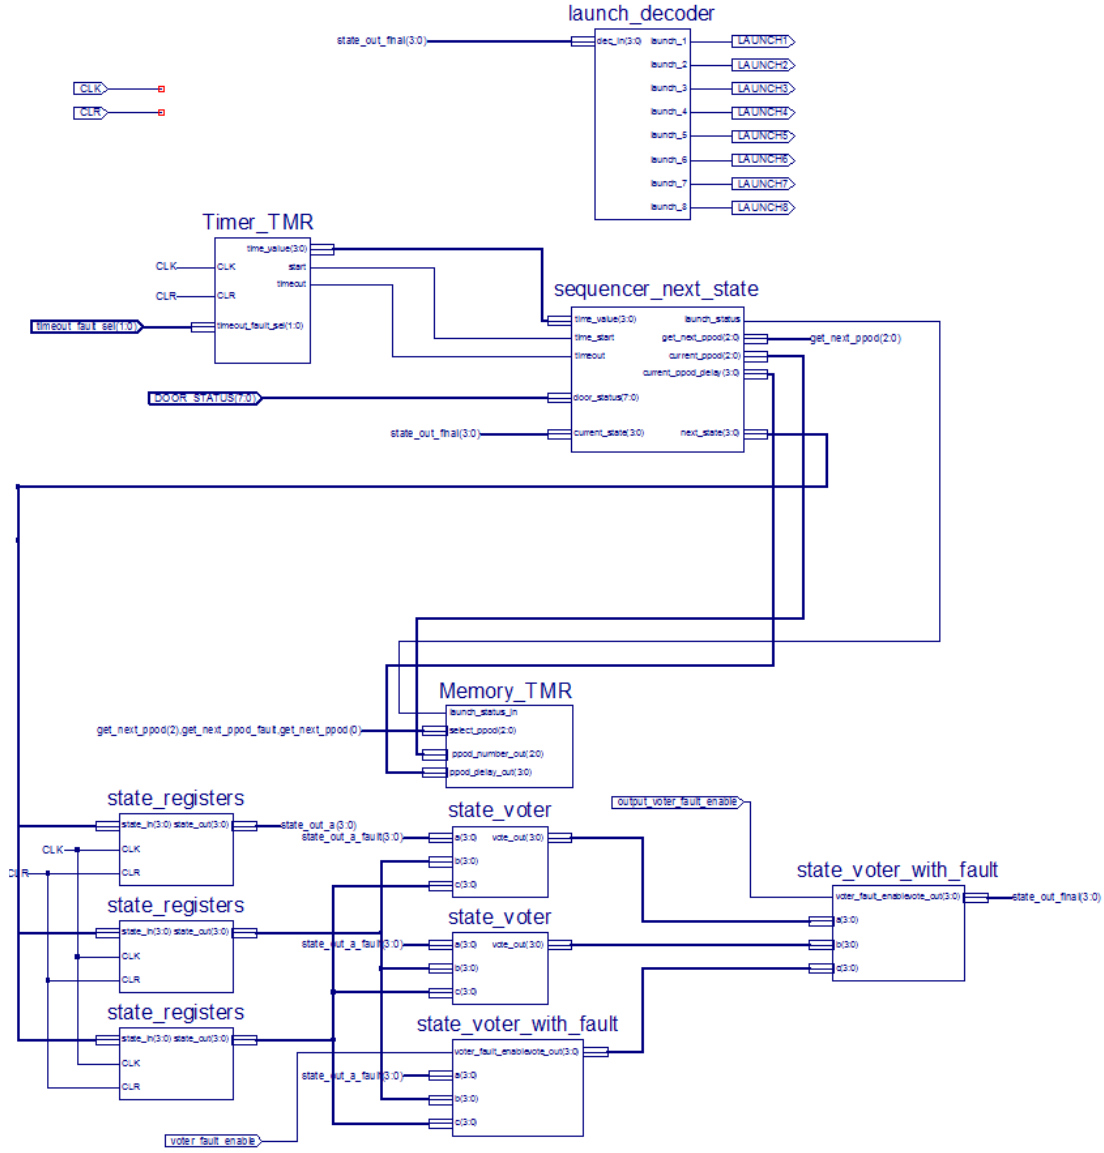 launch_decoder
state_out_final(3:0)
dec_in(3:0) launch_1 LAUNCH1
launch_2 LAUNCH2
launch_3 LAUNCH3
launch_4 LAUNCH4
launch_5 LAUNCH5
launch_6 LAUNCH6
launch_7 LAUNCH7
launch_8 LAUNCH8
CLK
CLR
Timer_TMR
time_value(3:0)
CLK CLK start
timeout
CLR CLR
timeout_fault_sel(1:0) timeout_fault_sel(1:0)
sequencer_next_state
time_value(3:0) launch_status
time_start get_next_ppod(2:0) get_next_ppod(2:0)
timeout current_ppod(2:0)
current_ppod_delay(3:0)
DOOR_STATUS(7:0) door_status(7:0)
state_out_final(3:0) current_state(3:0) next_state(3:0)
Memory_TMR
launch_status_in
get_next_ppod(2),get_next_ppod_fault,get_next_ppod(0) select_ppod(2:0)
ppod_number_out(2:0)
ppod_delay_out(3:0)
state_registers
state_in(3:0) state_out(3:0) state_out_a(3:0)
CLK CLK
CLR CLR
state_voter
state_out_a_fault(3:0) a(3:0) vote_out(3:0)
b(3:0)
c(3:0)
output_voter_fault_enable
state_voter_with_fault
voter_fault_enable vote_out(3:0) state_out_final(3:0)
a(3:0)
b(3:0)
c(3:0)
state_registers
state_in(3:0) state_out(3:0)
CLK
CLR
state_voter
state_out_a_fault(3:0) a(3:0) vote_out(3:0)
b(3:0)
c(3:0)
state_registers
state_in(3:0) state_out(3:0)
CLK
CLR
state_voter_with_fault
voter_fault_enable vote_out(3:0)
state_out_a_fault(3:0) a(3:0)
b(3:0)
c(3:0)
voter_fault_enable